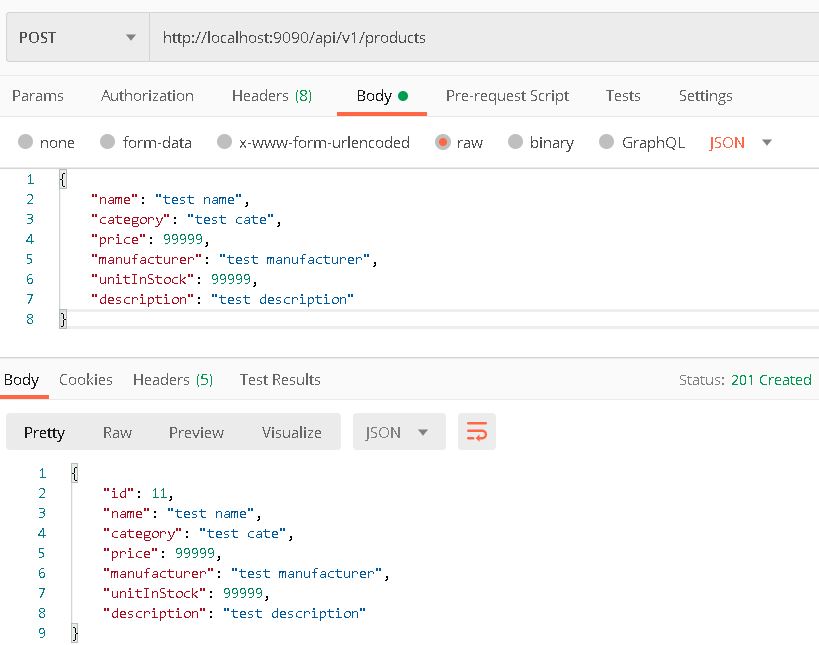 POST http://localhost:9090/api/v1/products
Params Authorization Headers (8) Body Pre-request Script Tests Settings
none form-data x-www-form-urlencoded raw binary GraphQL JSON
1 {
2 "name": "test name",
3 "category": "test cate",
4 "price": 99999,
5 "manufacturer": "test manufacturer",
6 "unitInStock": 99999,
7 "description": "test description"
8 }
Body Cookies Headers (5) Test Results Status: 201 Created
Pretty Raw Preview Visualize JSON
1 {
2 "id": 11,
3 "name": "test name",
4 "category": "test cate",
5 "price": 99999,
6 "manufacturer": "test manufacturer",
7 "unitInStock": 99999,
8 "description": "test description"
9 }